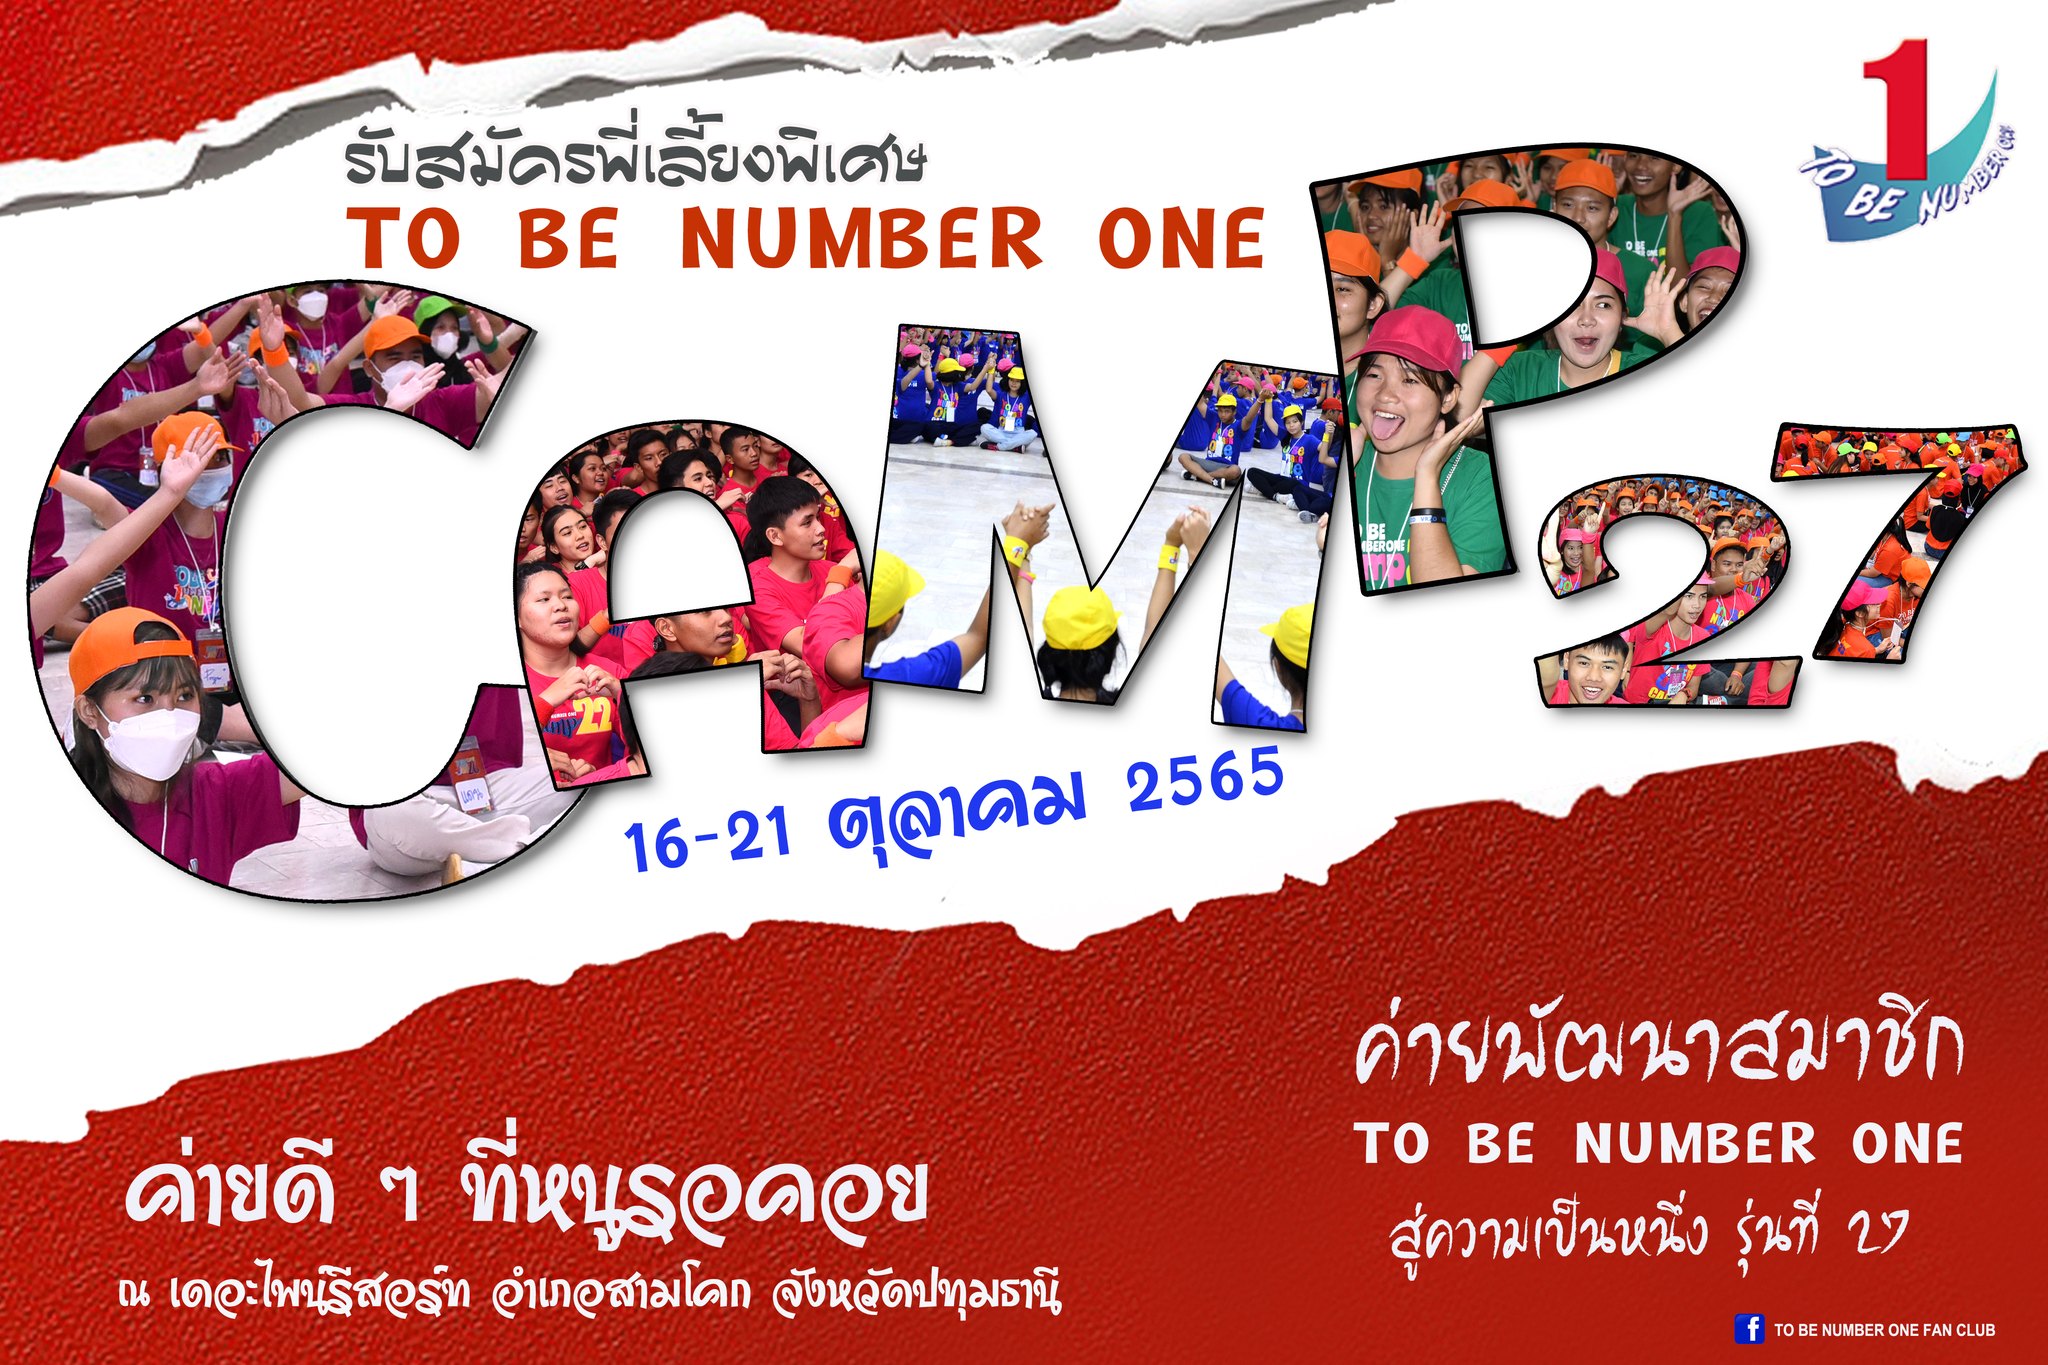 รับสมัครพี่เลี้ยงพิเศษ
TO BE NUMBER ONE
CAMP 27
16-21 ตุลาคม 2565
1
TO BE NUMBER ONE
ค่ายดี ๆ ที่หนูรอคอย
ณ เดอะไพน์รีสอร์ท อำเภอสามโคก จังหวัดปทุมธานี
ค่ายพัฒนาสมาชิก
TO BE NUMBER ONE
สู่ความเป็นหนึ่ง รุ่นที่ 27
f TO BE NUMBER ONE FAN CLUB